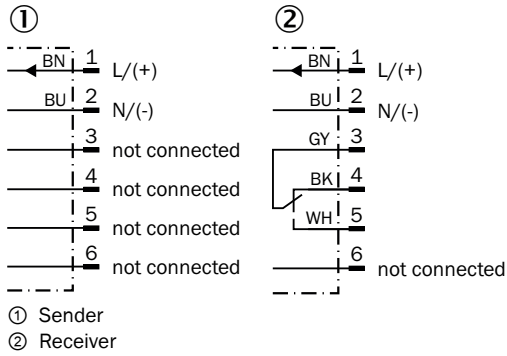 ① ②
BN 1 L/(+)
BU 2 N/(-)
3 not connected
4 not connected
5 not connected
6 not connected
BN 1 L/(+)
BU 2 N/(-)
GY 3
BK 4
WH 5
6 not connected
① Sender
② Receiver